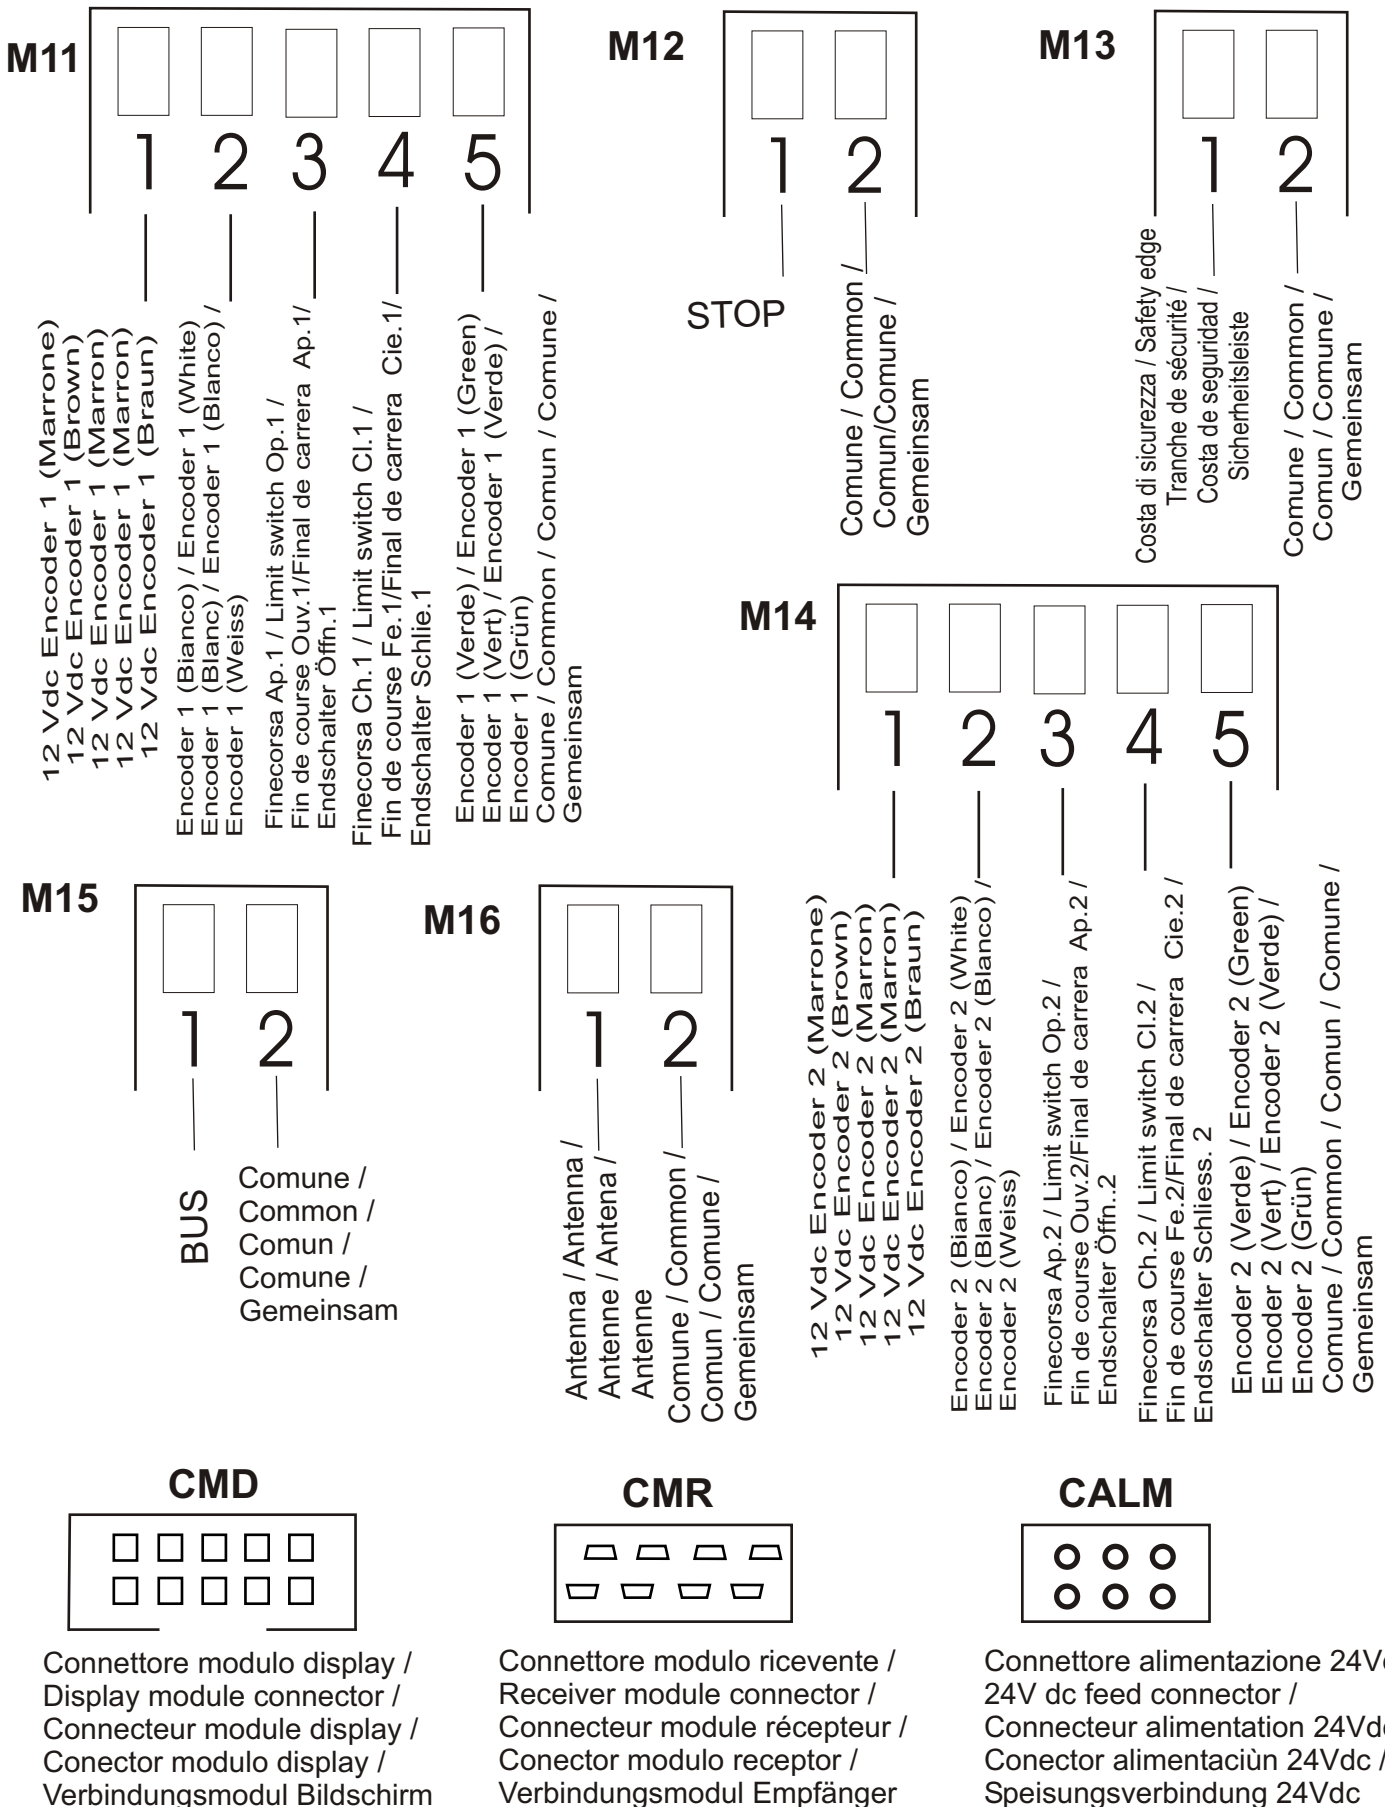 M11
1 2 3 4 5
12 Vdc Encoder 1 (Marrone)
12 Vdc Encoder 1 (Brown)
12 Vdc Encoder 1 (Marron)
12 Vdc Encoder 1 (Marron)
12 Vdc Encoder 1 (Braun)
Encoder 1 (Bianco) / Encoder 1 (White)
Encoder 1 (Blanc) / Encoder 1 (Blanco) /
Encoder 1 (Weiss)
Finecorsa Ap.1 / Limit switch Op.1 /
Fin de course Ouv.1/Final de carrera Ap.1/
Endschalter Öffn.1
Finecorsa Ch.1 / Limit switch Cl.1 /
Fin de course Fe.1/Final de carrera Cie.1/
Endschalter Schlie.1
Encoder 1 (Verde) / Encoder 1 (Green)
Encoder 1 (Vert) / Encoder 1 (Verde) /
Encoder 1 (Grün)
Comune / Common / Comun / Comune /
Gemeinsam
M12
1 2
STOP
Comune / Common /
Comun/Comune /
Gemeinsam
M13
1 2
Costa di sicurezza / Safety edge
Tranche de sécurité /
Costa de seguridad /
Sicherheitsleiste
Comune / Common /
Comun / Comune /
Gemeinsam
M14
1 2 3 4 5
12 Vdc Encoder 2 (Marrone)
12 Vdc Encoder 2 (Brown)
12 Vdc Encoder 2 (Marron)
12 Vdc Encoder 2 (Marron)
12 Vdc Encoder 2 (Braun)
Encoder 2 (Bianco) / Encoder 2 (White)
Encoder 2 (Blanc) / Encoder 2 (Blanco) /
Encoder 2 (Weiss)
Finecorsa Ap.2 / Limit switch Op.2 /
Fin de course Ouv.2/Final de carrera Ap.2 /
Endschalter Öffn..2
Finecorsa Ch.2 / Limit switch Cl.2 /
Fin de course Fe.2/Final de carrera Cie.2 /
Endschalter Schliess. 2
Encoder 2 (Verde) / Encoder 2 (Green)
Encoder 2 (Vert) / Encoder 2 (Verde) /
Encoder 2 (Grün)
Comune / Common / Comun / Comune /
Gemeinsam
M15
1 2
BUS
Comune /
Common /
Comun /
Comune /
Gemeinsam
M16
1 2
Antenna / Antenna /
Antenne / Antena /
Antenne
Comune / Common /
Comun / Comune /
Gemeinsam
CMD
Connettore modulo display /
Display module connector /
Connecteur module display /
Conector modulo display /
Verbindungsmodul Bildschirm
CMR
Connettore modulo ricevente /
Receiver module connector /
Connecteur module récepteur /
Conector modulo receptor /
Verbindungsmodul Empfänger
CALM
Connettore alimentazione 24Vd
24V dc feed connector /
Connecteur alimentation 24Vdc
Conector alimentaciùn 24Vdc /
Speisungsverbindung 24Vdc